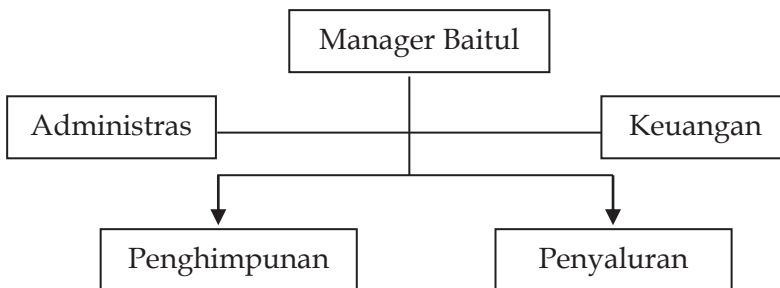 Manager Baitul
Administras
Keuangan
Penghimpunan
Penyaluran